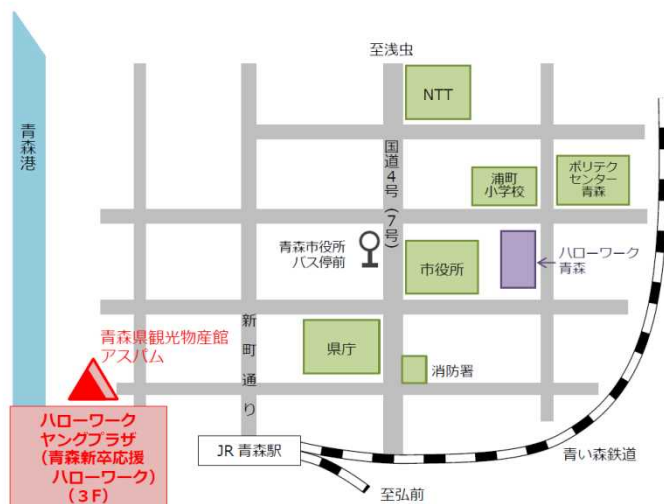 至浅虫
NTT
青森港
国道4号(7号)
浦町
小学校
ポリテク
センター
青森
青森市役所
バス停前
市役所
ハローワーク
青森
新町通り
青森県観光物産館
アスパム
県庁
消防署
ハローワーク
ヤングプラザ
(青森新卒応援
ハローワーク)
(3F)
JR 青森駅
青い森鉄道
至弘前